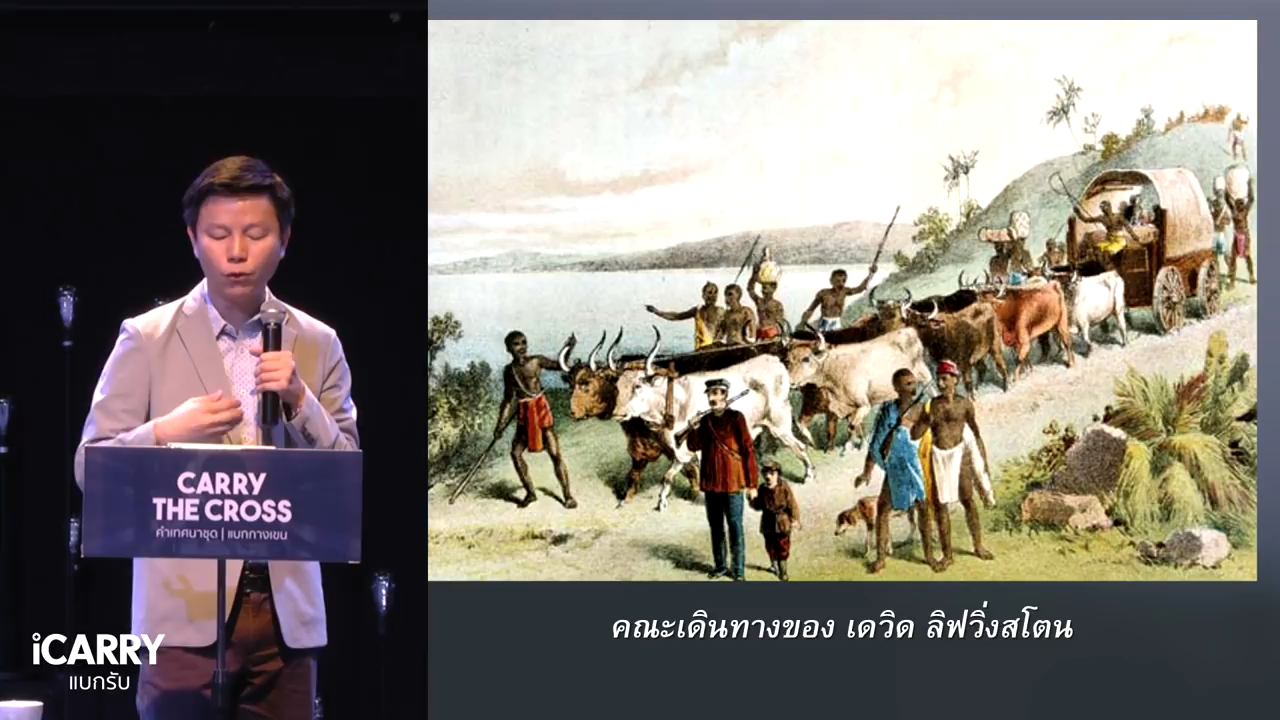 CARRY
THE CROSS
คำเทศนาชุด | แบกกางเขน
iCARRY
แบกรับ
คณะเดินทางของ เดวิด ลิฟวิ่งสโตน